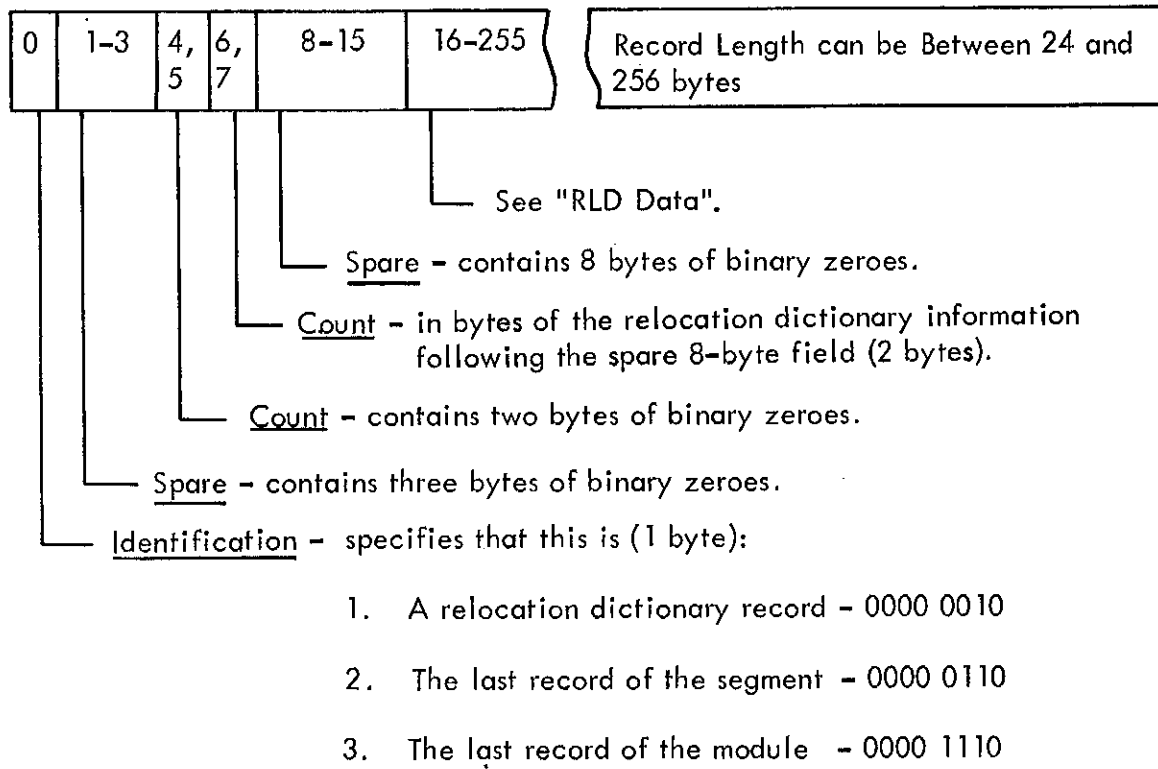 0
1-3
4,
5
6,
7
8-15
16-255
Record Length can be Between 24 and
256 bytes
See "RLD Data".
Spare - contains 8 bytes of binary zeroes.
Count - in bytes of the relocation dictionary information
following the spare 8-byte field (2 bytes).
Count - contains two bytes of binary zeroes.
Spare - contains three bytes of binary zeroes.
Identification - specifies that this is (1 byte):
1. A relocation dictionary record - 0000 0010
2. The last record of the segment - 0000 0110
3. The last record of the module - 0000 1110